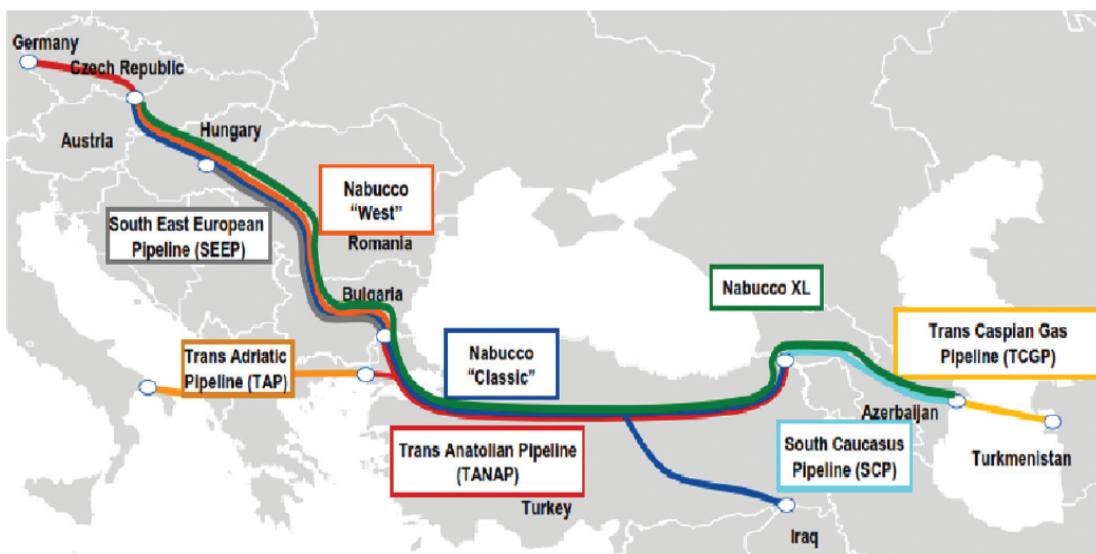 Germany
Czech Republic
Austria
Hungary
Nabucco
"West"
South East European
Pipeline (SEEP)
Romania
Bulgaria
Nabucco XL
Trans Caspian Gas
Pipeline (TCGP)
Trans Adriatic
Pipeline (TAP)
Nabucco
"Classic"
Azerbaijan
Trans Anatolian Pipeline
(TANAP)
South Caucasus
Pipeline (SCP)
Turkmenistan
Turkey
Iraq